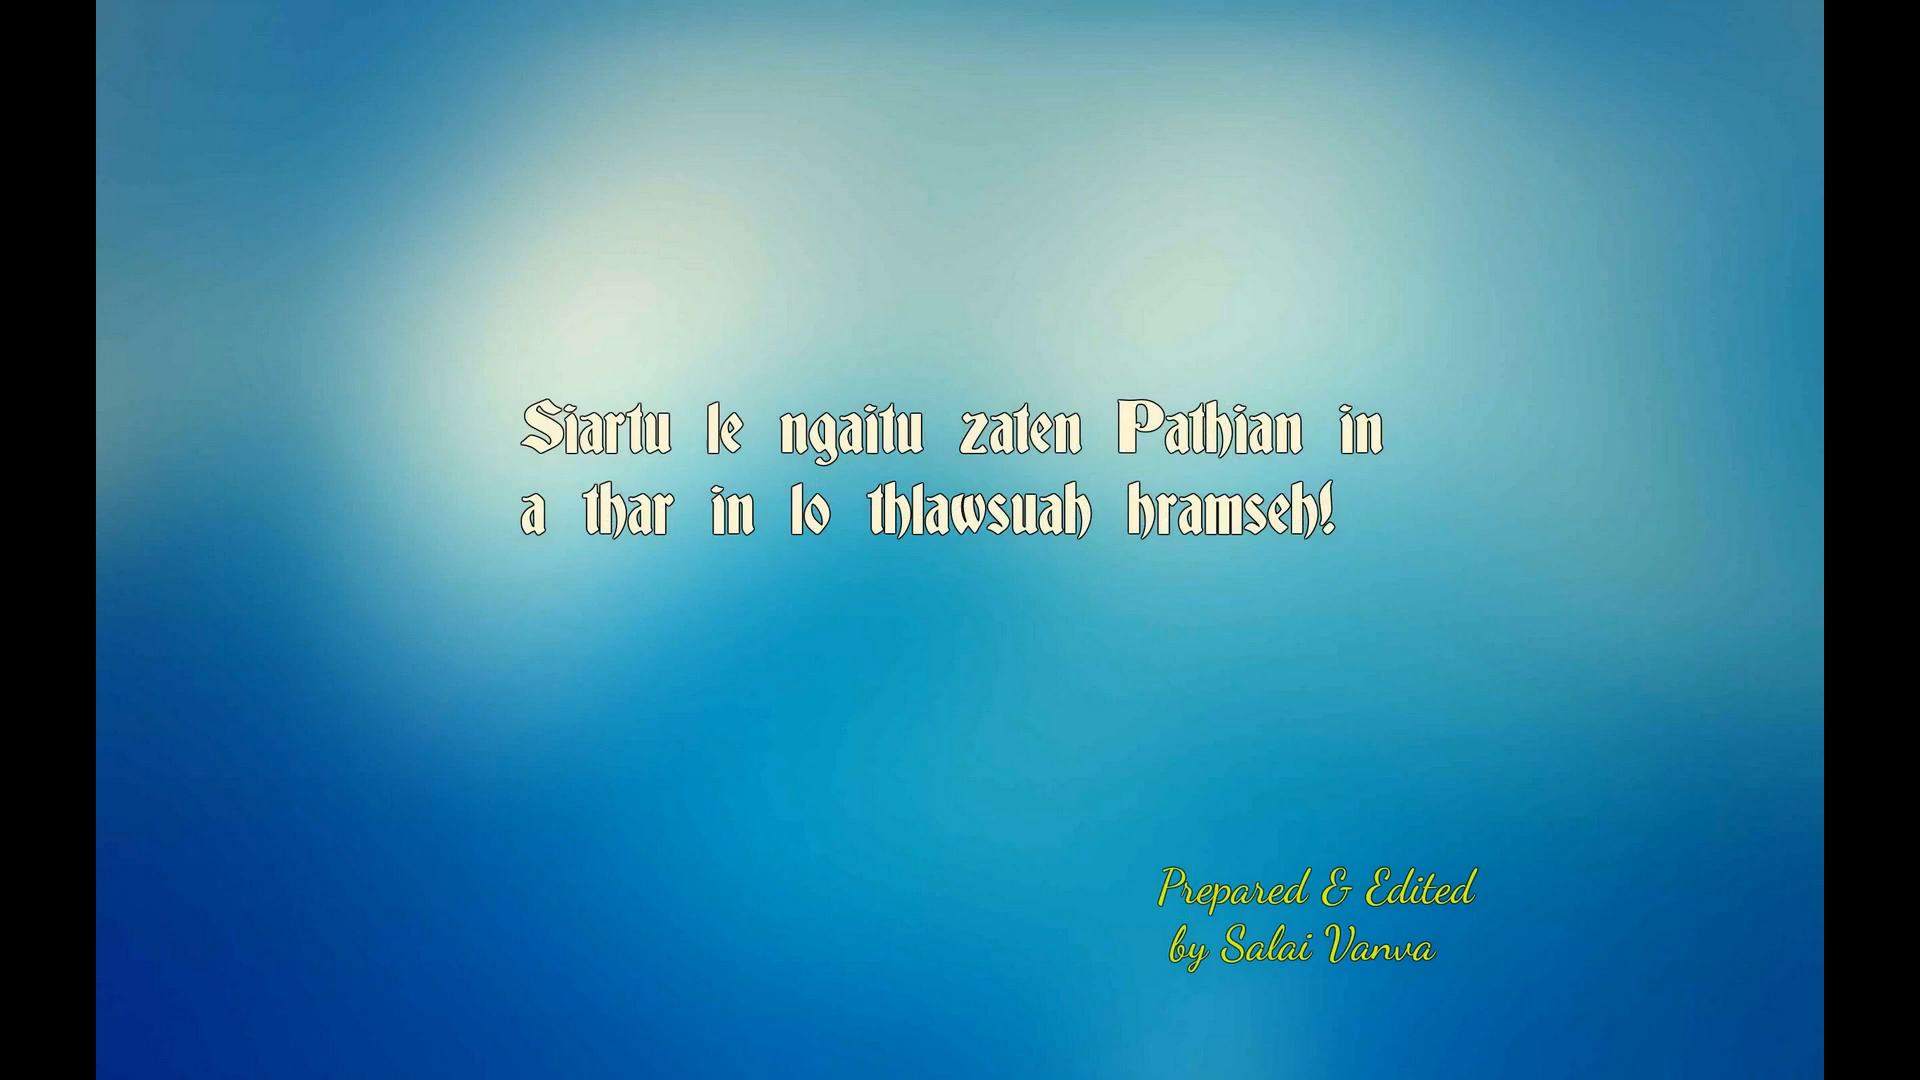 Siartu le ngaitu zaten Pathian in
a thar in lo thlawsuah hramseh!
Prepared & Edited
by Salai Vanva